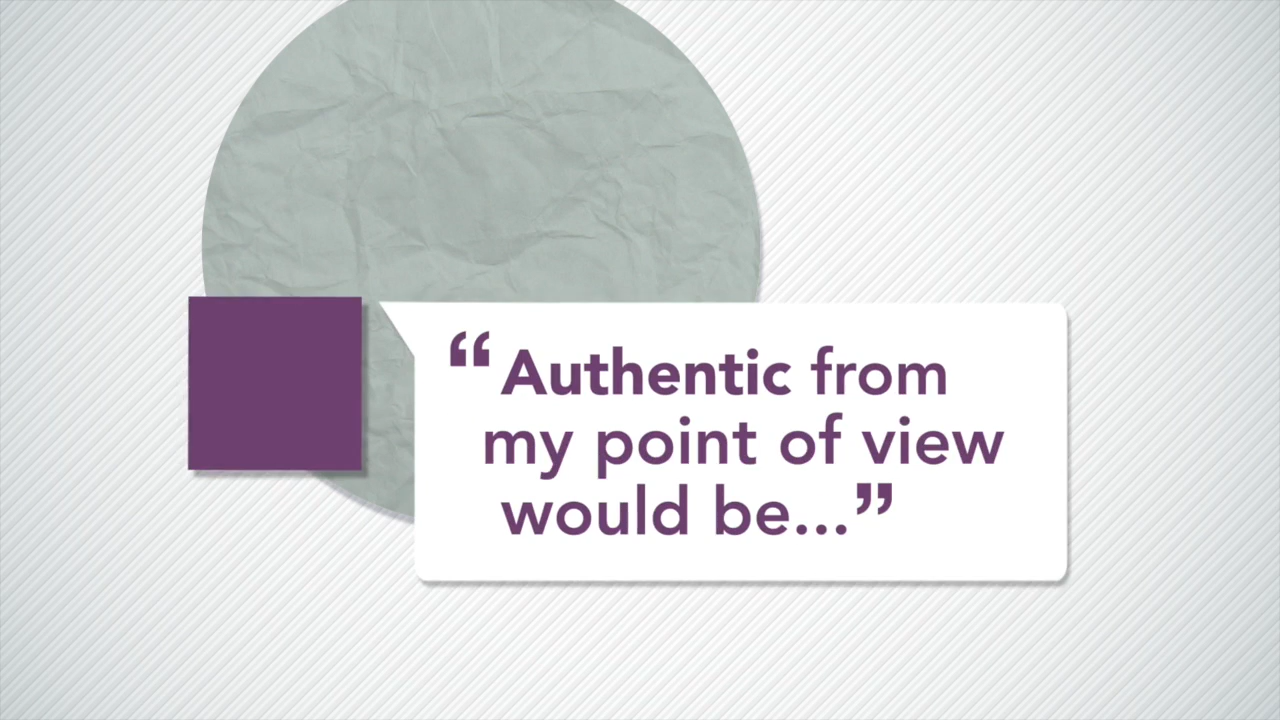 “Authentic from
my point of view
would be...”